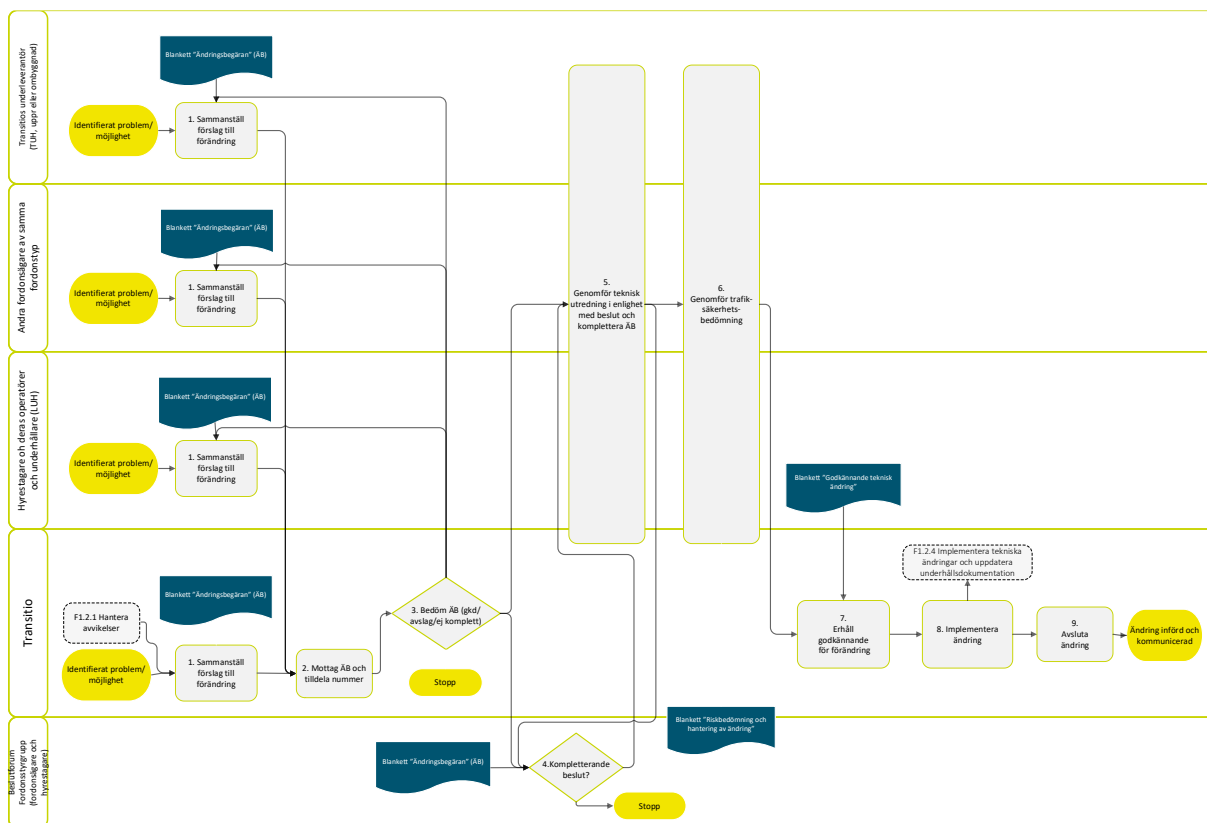 Transitios underleverantör
(TUH, uppr eller ombyggnad)
Blankett "Ändringsbegäran" (ÄB)
Identifierat problem/
möjlighet
1. Sammanställ
förslag till
förändring
Andra fordonsägare av samma
fordonstyp
Blankett "Ändringsbegäran" (ÄB)
Identifierat problem/
möjlighet
1. Sammanställ
förslag till
förändring
5.
Genomför teknisk
utredning i enlighet
med beslut och
komplettera ÄB
6.
Genomför trafik-
säkerhets-
bedömning
Hyrestagare och deras operatörer
och underhållare (LUH)
Blankett "Ändringsbegäran" (ÄB)
Identifierat problem/
möjlighet
1. Sammanställ
förslag till
förändring
Blankett "Godkännande teknisk
ändring"
Transitio
Blankett "Ändringsbegäran" (ÄB)
F1.2.1 Hantera
avvikelser
Identifierat problem/
möjlighet
1. Sammanställ
förslag till
förändring
2. Mottag ÄB och
tilldela nummer
3. Bedöm ÄB (gkd/
avslag/ej komplett)
Stopp
F1.2.4 Implementera tekniska
ändringar och uppdatera
underhållsdokumentation
7.
Erhåll
godkännande
för förändring
8. Implementera
ändring
9.
Avsluta
ändring
Ändring införd och
kommunicerad
Beslutforum
Fordonsstyrgrupp
(fordonsägare och
hyrestagare)
Blankett "Ändringsbegäran" (ÄB)
4.Kompletterande
beslut?
Stopp
Blankett "Riskbedömning och
hantering av ändring"